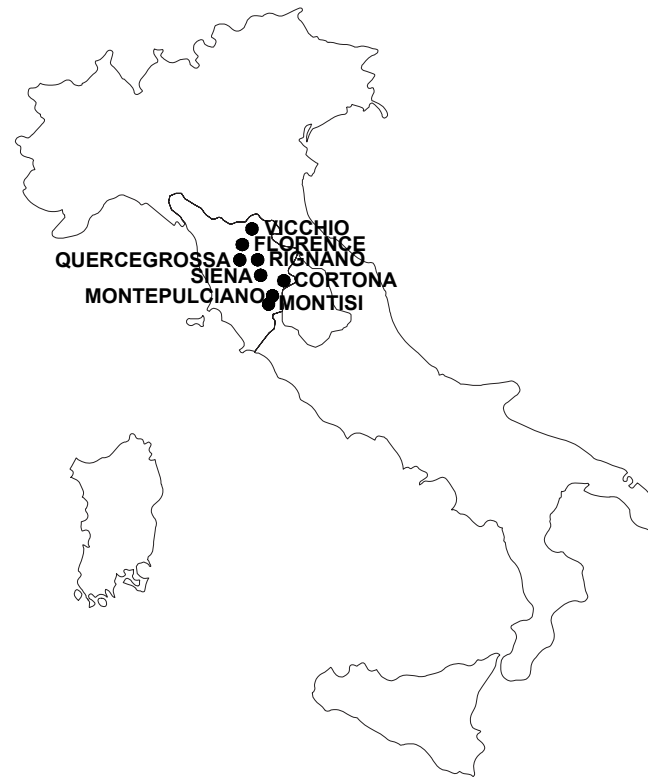 VICCHIO
FLORENCE
QUERCEGROSSA
RIGNANO
SIENA
CORTONA
MONTEPULCIANO
MONTISI